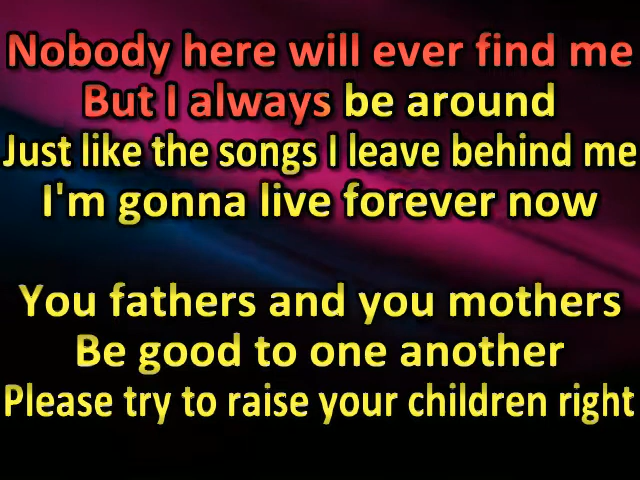 Nobody here will ever find me
But I always be around
Just like the songs I leave behind me
I'm gonna live forever now
You fathers and you mothers
Be good to one another
Please try to raise your children right